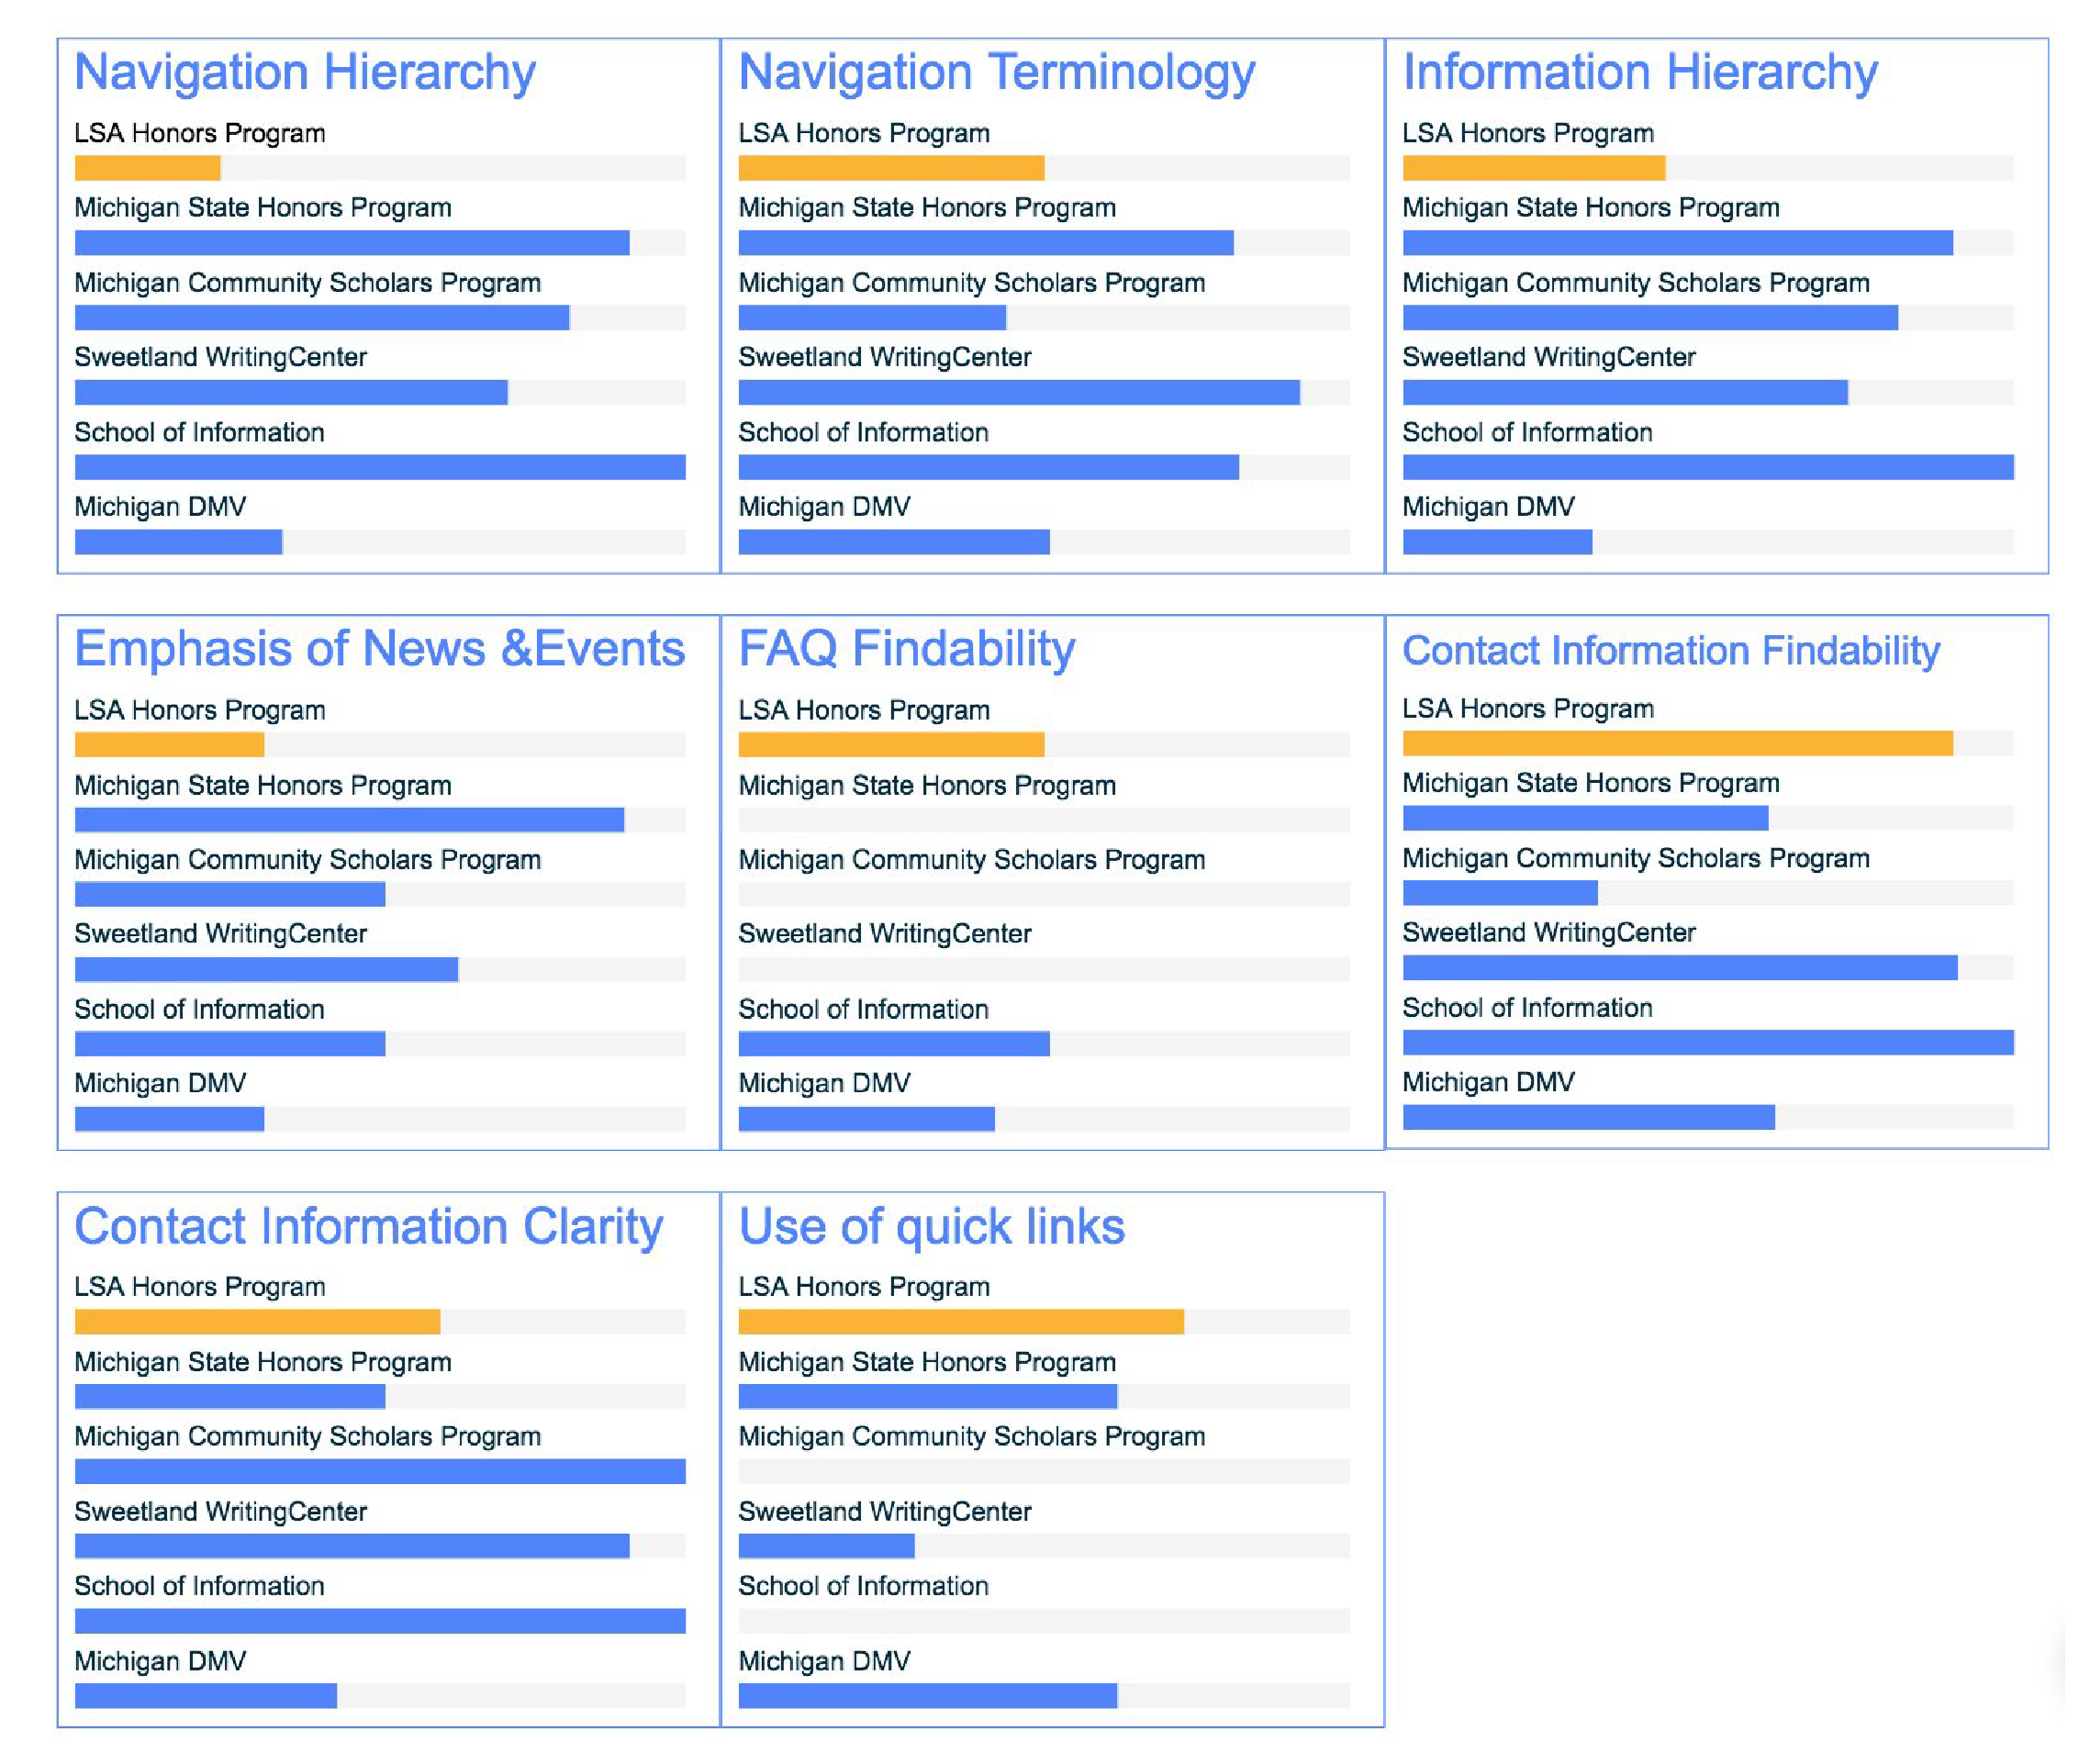 Navigation Hierarchy
LSA Honors Program
Michigan State Honors Program
Michigan Community Scholars Program
Sweetland WritingCenter
School of Information
Michigan DMV
Navigation Terminology
LSA Honors Program
Michigan State Honors Program
Michigan Community Scholars Program
Sweetland WritingCenter
School of Information
Michigan DMV
Information Hierarchy
LSA Honors Program
Michigan State Honors Program
Michigan Community Scholars Program
Sweetland WritingCenter
School of Information
Michigan DMV
Emphasis of News &Events
LSA Honors Program
Michigan State Honors Program
Michigan Community Scholars Program
Sweetland WritingCenter
School of Information
Michigan DMV
FAQ Findability
LSA Honors Program
Michigan State Honors Program
Michigan Community Scholars Program
Sweetland WritingCenter
School of Information
Michigan DMV
Contact Information Findability
LSA Honors Program
Michigan State Honors Program
Michigan Community Scholars Program
Sweetland WritingCenter
School of Information
Michigan DMV
Contact Information Clarity
LSA Honors Program
Michigan State Honors Program
Michigan Community Scholars Program
Sweetland WritingCenter
School of Information
Michigan DMV
Use of quick links
LSA Honors Program
Michigan State Honors Program
Michigan Community Scholars Program
Sweetland WritingCenter
School of Information
Michigan DMV